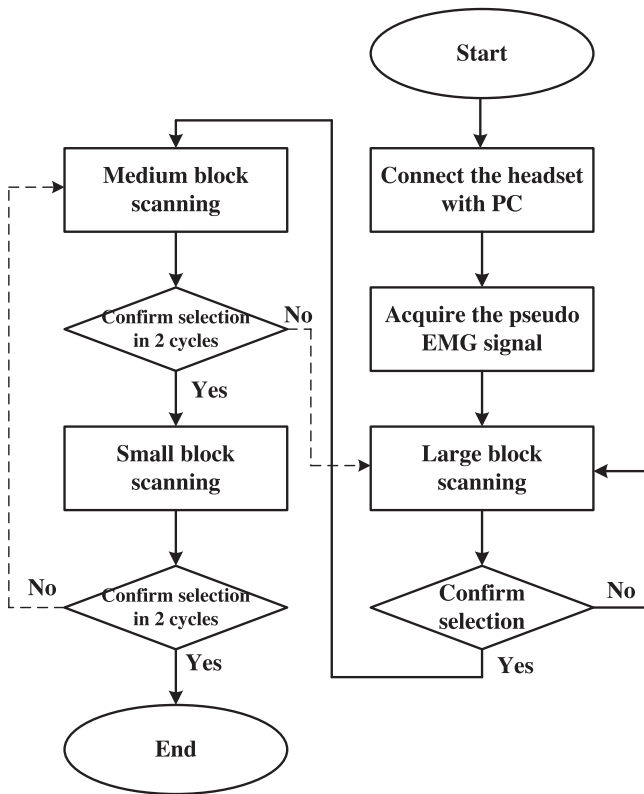 Start
Connect the headset
with PC
Acquire the pseudo
EMG signal
Large block
scanning
Confirm
selection
No
Yes
Medium block
scanning
Confirm selection
in 2 cycles
No
Yes
Small block
scanning
Confirm selection
in 2 cycles
No
Yes
End